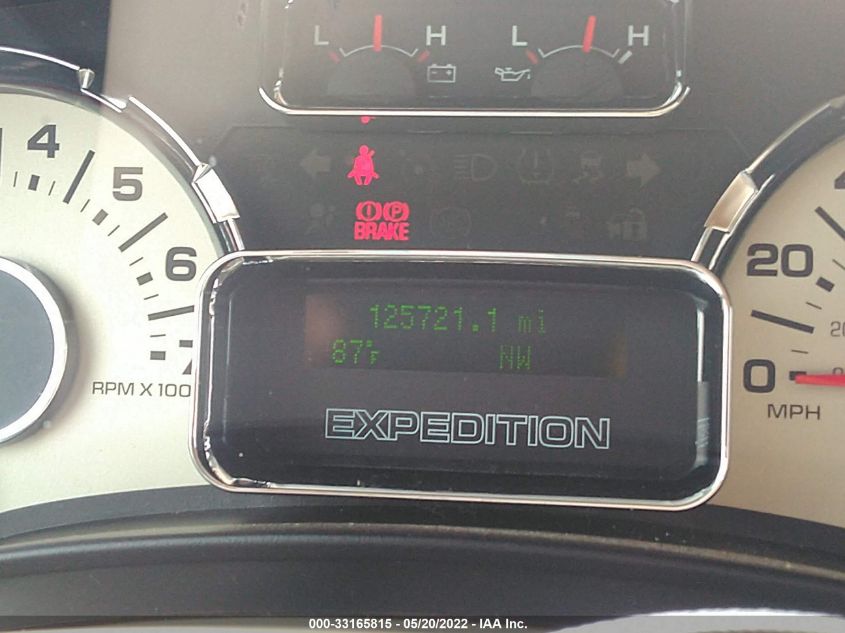 L H L H
4
5
6
7
RPM X 100
BRAKE
125721.1 mi
87°F NW
EXPEDITION
20
0
MPH
000-33165815 - 05/20/2022 - IAA Inc.